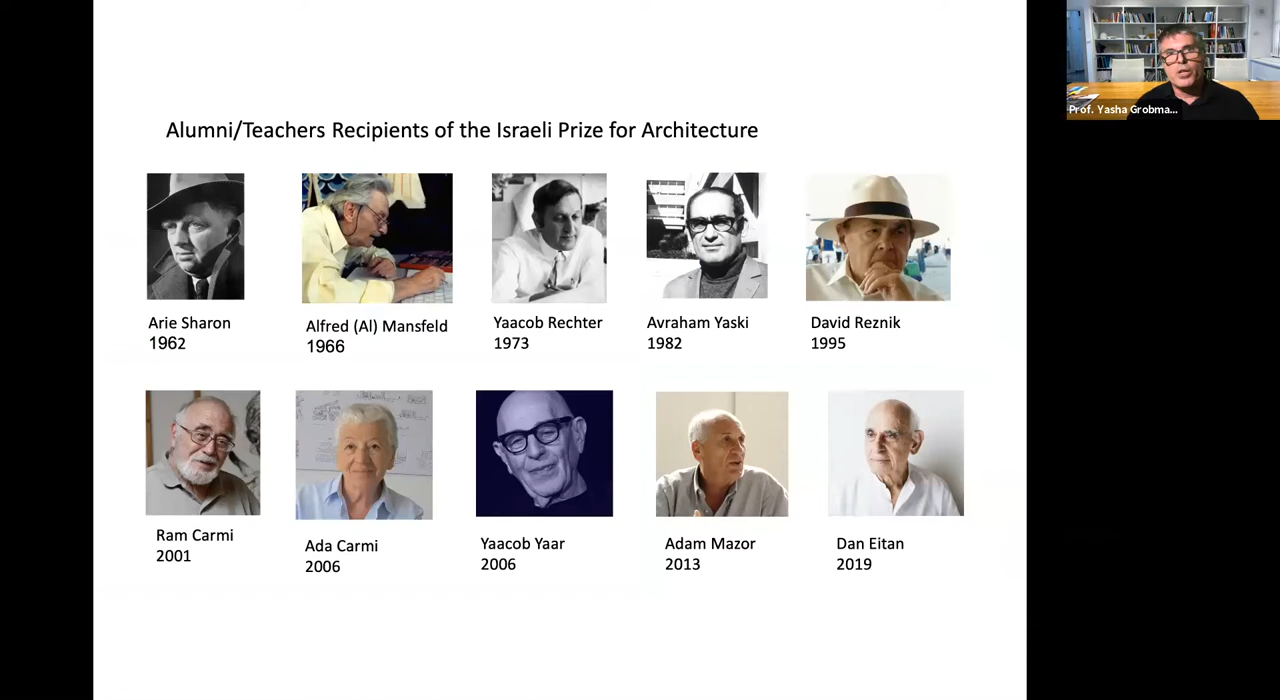 Alumni/Teachers Recipients of the Israeli Prize for Architecture
Arie Sharon
1962
Alfred (Al) Mansfeld
1966
Yaacob Rechter
1973
Avraham Yaski
1982
David Reznik
1995
Ram Carmi
2001
Ada Carmi
2006
Yaacob Yaar
2006
Adam Mazor
2013
Dan Eitan
2019
Prof. Yasha Grobma...